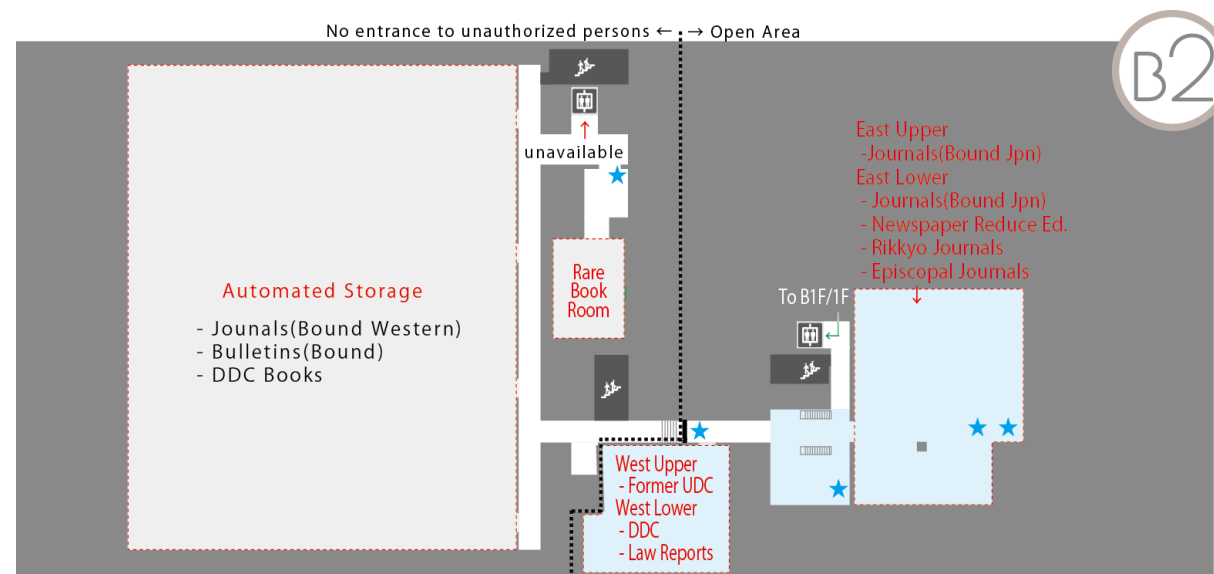 No entrance to unauthorized persons ← → Open Area
B2
unavailable
East Upper
-Journals(Bound Jpn)
East Lower
- Journals(Bound Jpn)
- Newspaper Reduce Ed.
- Rikkyo Journals
- Episcopal Journals
Rare
Book
Room
Automated Storage
- Jounals(Bound Western)
- Bulletins(Bound)
- DDC Books
To B1F/1F
West Upper
- Former UDC
West Lower
- DDC
- Law Reports